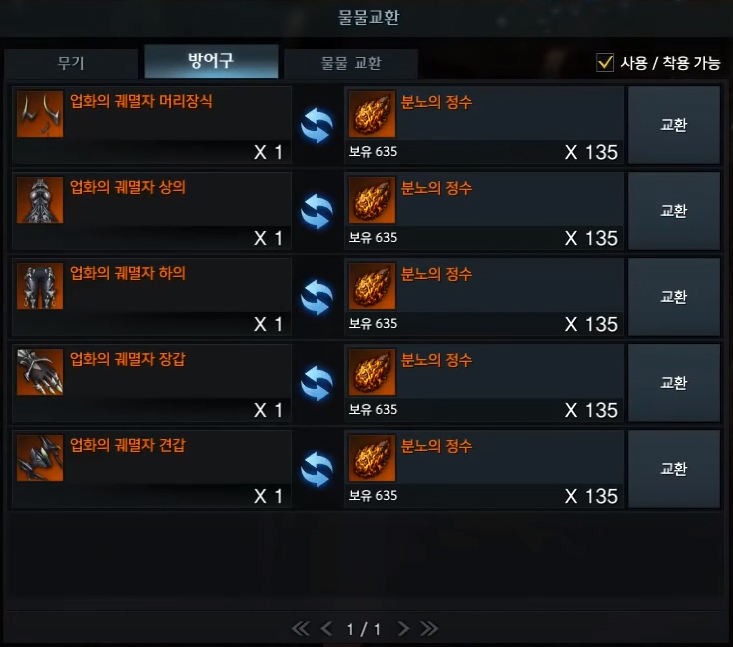 물물교환
무기
방어구
물물 교환
사용 / 착용 가능
업화의 궤멸자 머리장식
X 1
분노의 정수
보유 635
X 135
교환
업화의 궤멸자 상의
X 1
분노의 정수
보유 635
X 135
교환
업화의 궤멸자 하의
X 1
분노의 정수
보유 635
X 135
교환
업화의 궤멸자 장갑
X 1
분노의 정수
보유 635
X 135
교환
업화의 궤멸자 견갑
X 1
분노의 정수
보유 635
X 135
교환
1 / 1